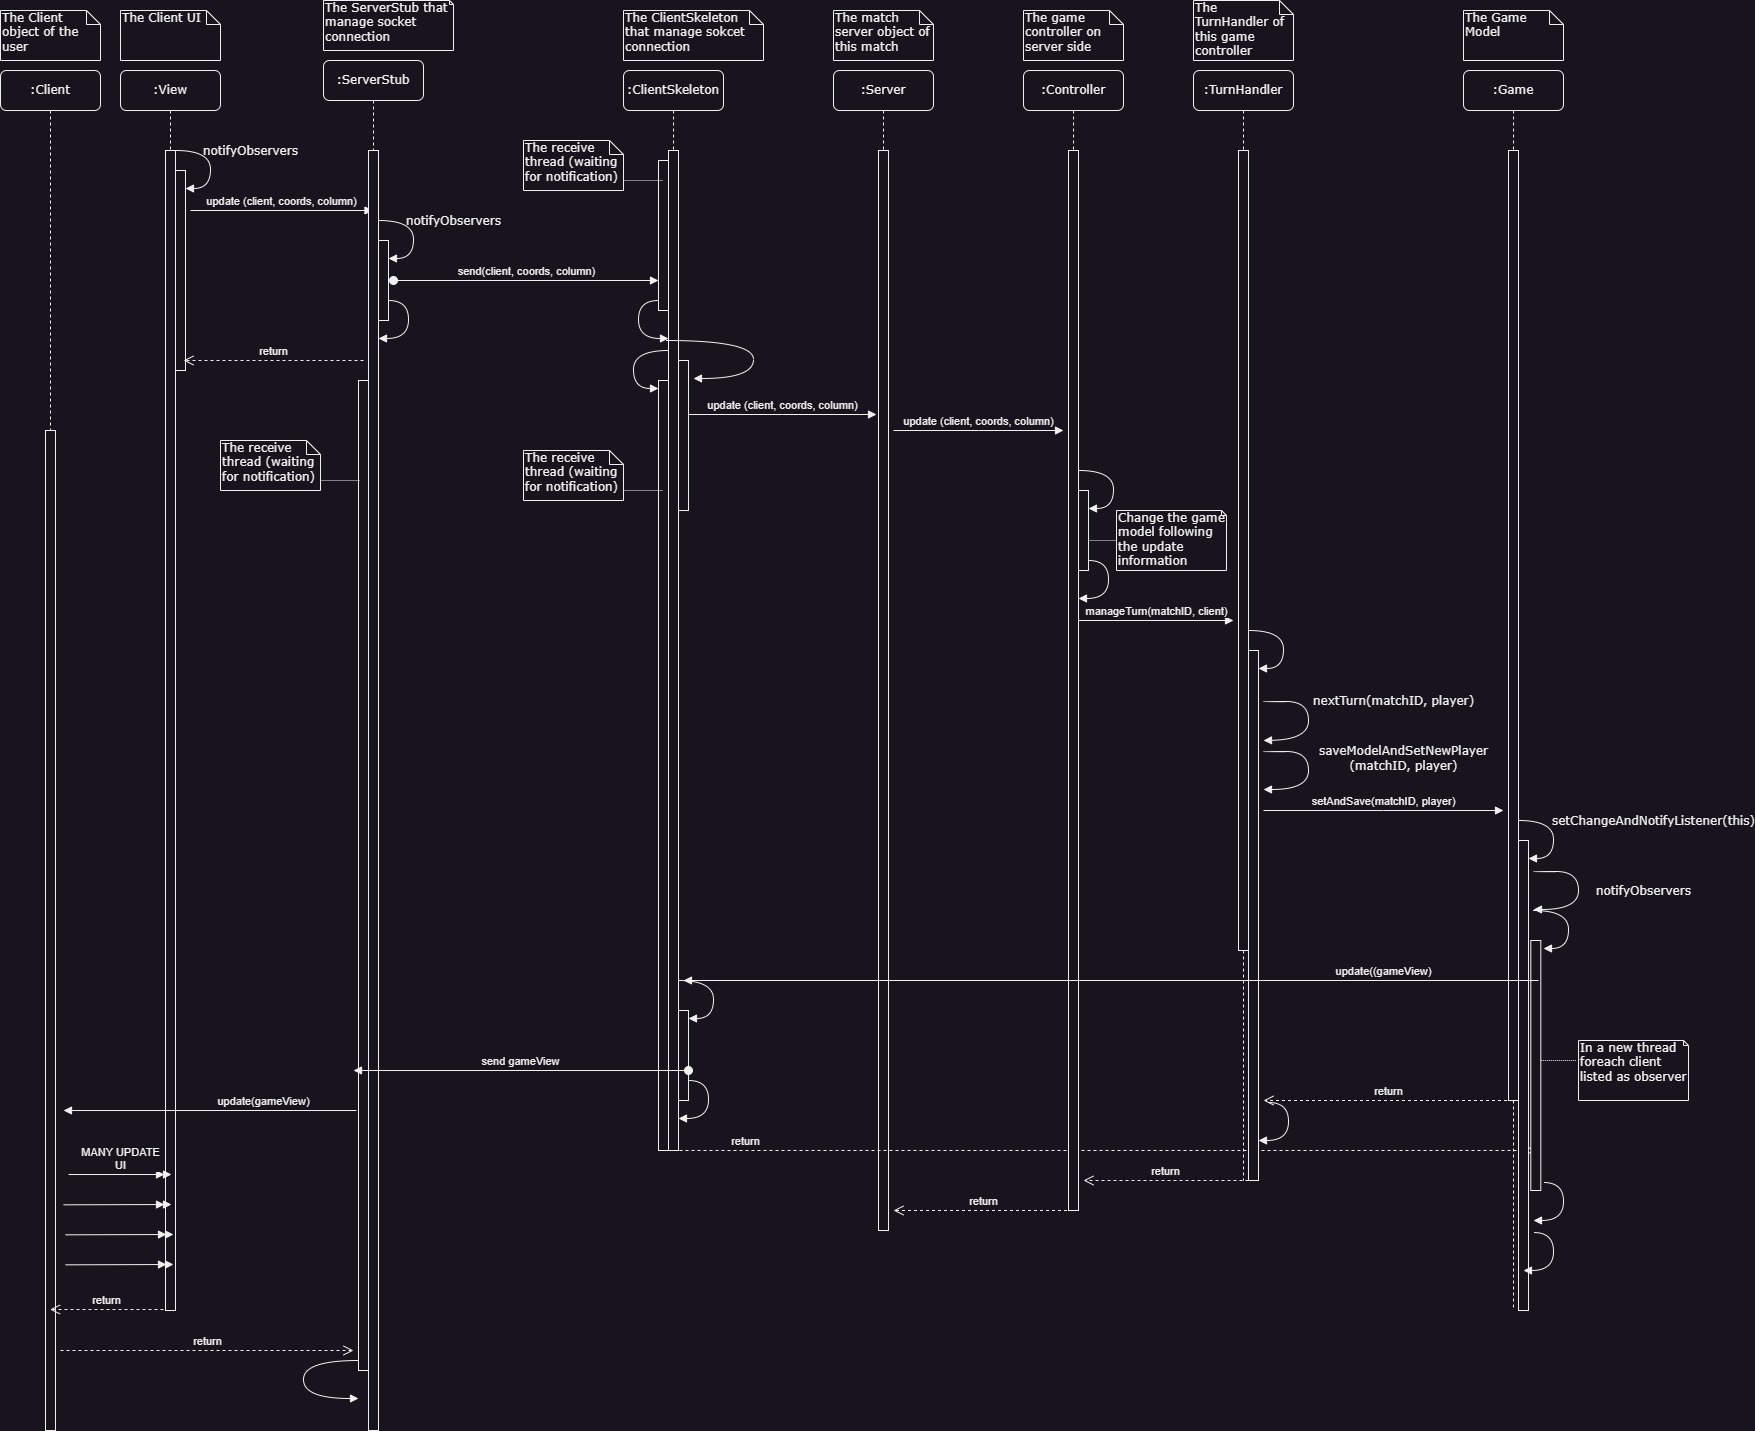 The Client
object of the
user
The Client UI
The ServerStub that
manage socket
connection
The ClientSkeleton
that manage sokcet
connection
The match
server object of
this match
The game
controller on
server side
The
TurnHandler of
this game
controller
The Game
Model
:Client
:View
:ServerStub
:ClientSkeleton
:Server
:Controller
:TurnHandler
:Game
notifyObservers
The receive
thread (waiting
for notification)
update (client, coords, column)
notifyObservers
send(client, coords, column)
return
update (client, coords, column)
update (client, coords, column)
The receive
thread (waiting
for notification)
The receive
thread (waiting
for notification)
Change the game
model following
the update
information
manageTurn(matchID, client)
nextTurn(matchID, player)
saveModelAndSetNewPlayer
(matchID, player)
setAndSave(matchID, player)
setChangeAndNotifyListener(this)
notifyObservers
update((gameView)
In a new thread
foreach client
listed as observer
send gameView
return
update(gameView)
return
MANY UPDATE
UI
return
return
return
return